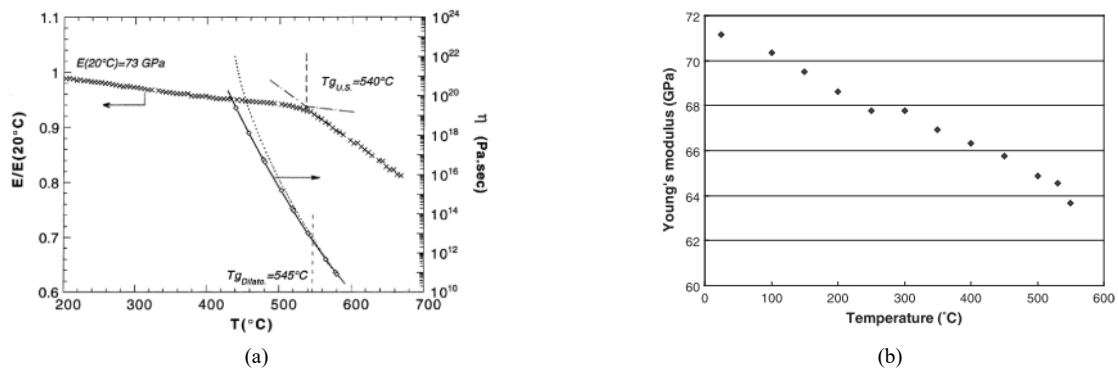 1.1
1
0.9
0.8
0.7
0.6
E/E(20°C)
E(20°C)=73 GPa
Tg U.S. =540°C
Tg Dilato. =545°C
10^24
10^22
10^20
10^18
10^16
10^14
10^12
10^10
η (Pa.sec)
200 300 400 500 600 700
T(°C)
(a)
72
70
68
66
64
62
60
Young's modulus (GPa)
0 100 200 300 400 500 600
Temperature (˚C)
(b)